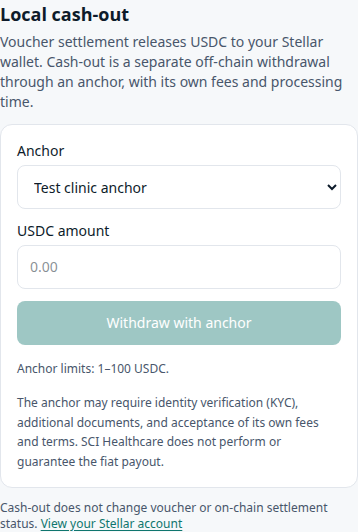 Local cash-out
Voucher settlement releases USDC to your Stellar
wallet. Cash-out is a separate off-chain withdrawal
through an anchor, with its own fees and processing
time.
Anchor
Test clinic anchor
USDC amount
0.00
Withdraw with anchor
Anchor limits: 1–100 USDC.
The anchor may require identity verification (KYC),
additional documents, and acceptance of its own fees
and terms. SCI Healthcare does not perform or
guarantee the fiat payout.
Cash-out does not change voucher or on-chain settlement
status. View your Stellar account